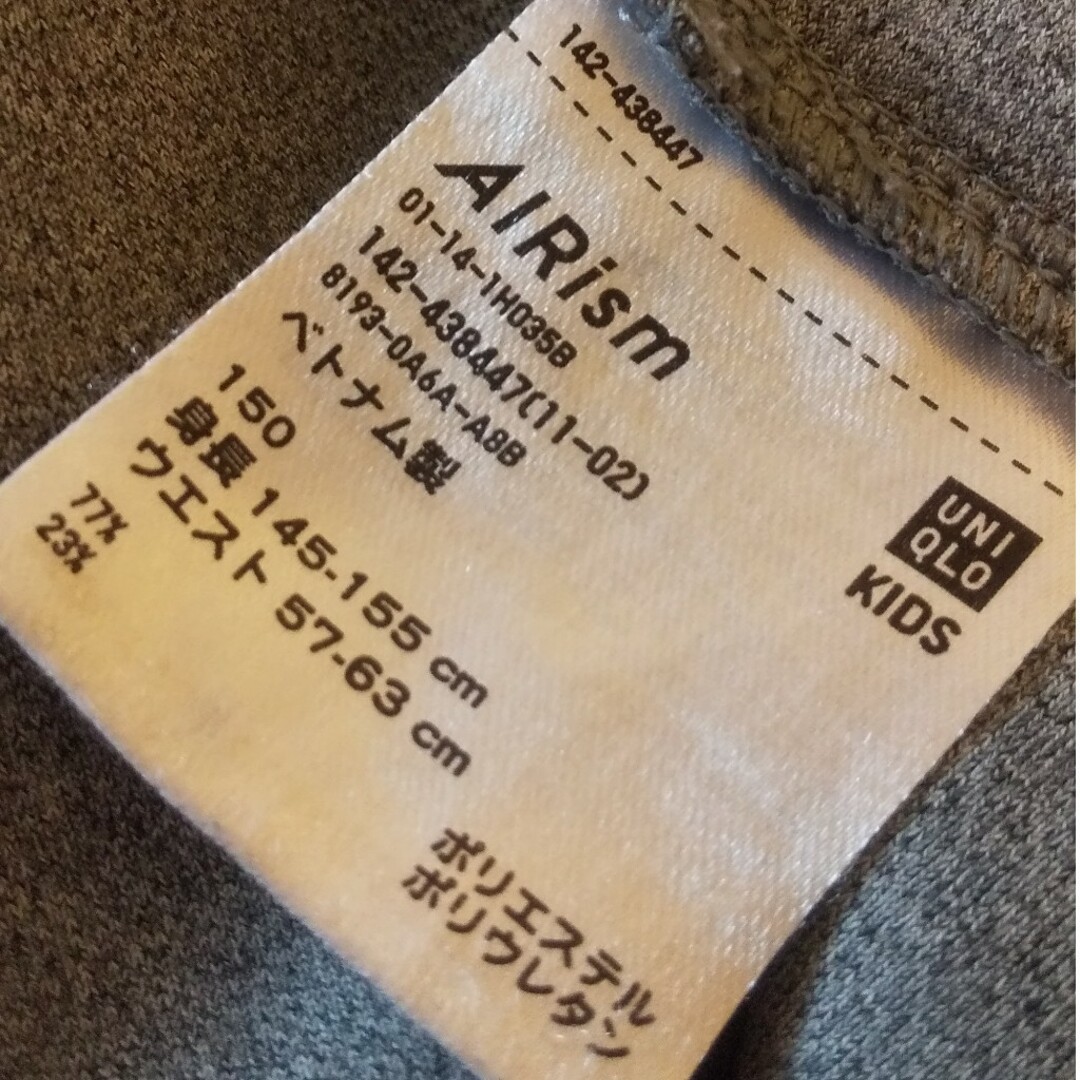 142-438447
AIRism
01-14-1H035B
142-438447(11-02)
8193-0A6A-A8B
ベトナム製
UNI
QLO
KIDS
150
身長 145-155 cm
ウエスト 57-63 cm
77% ポリエステル
23% ポリウレタン